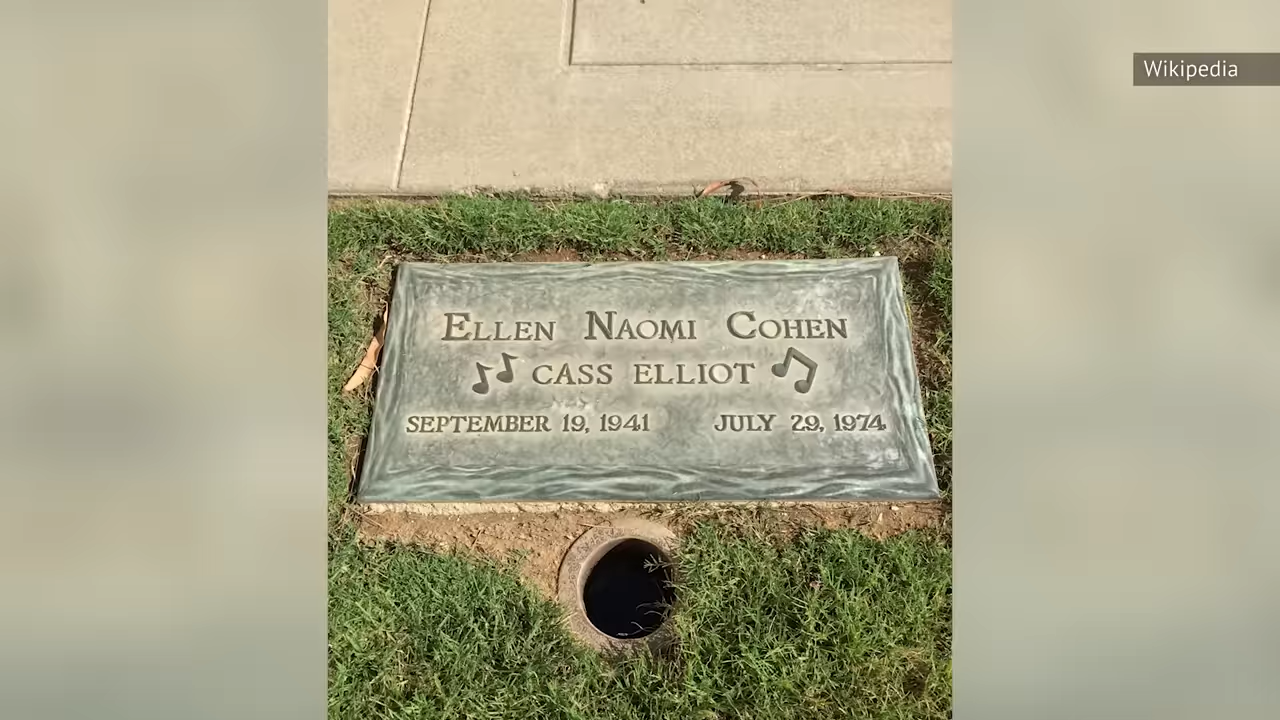 Wikipedia
ELLEN NAOMI COHEN
CASS ELLIOT
SEPTEMBER 19, 1941 JULY 29, 1974